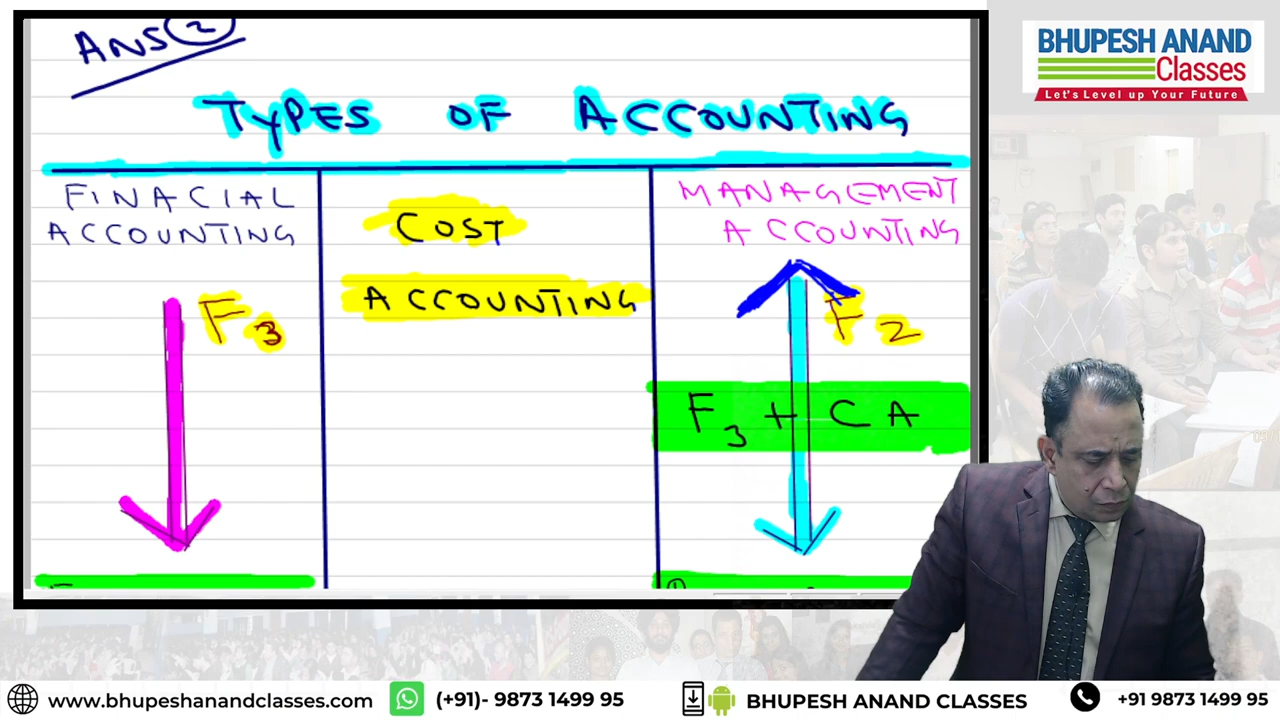 ANS 2
TYPES OF ACCOUNTING
FINACIAL
ACCOUNTING
F3
COST
ACCOUNTING
MANAGEMENT
ACCOUNTING
F2
F3 + CA
BHUPESH ANAND
Classes
Let's Level up Your Future
www.bhupeshanandclasses.com
(+91)- 9873 1499 95
BHUPESH ANAND CLASSES
+91 9873 1499 95